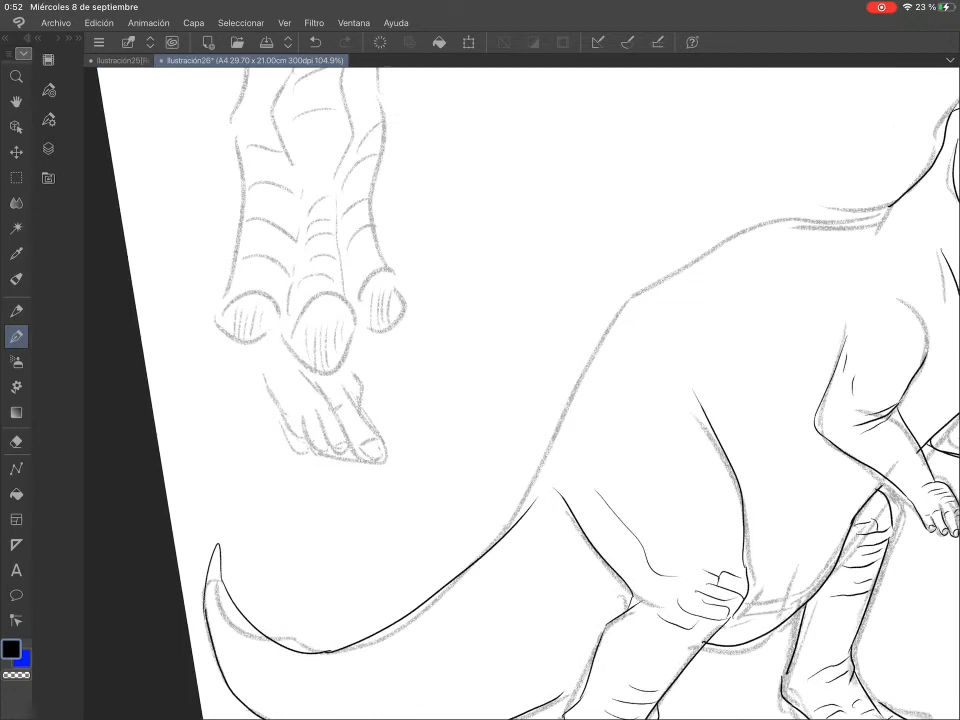 0:52 Miércoles 8 de septiembre 23 %
Archivo Edición Animación Capa Seleccionar Ver Filtro Ventana Ayuda
Ilustración26* (A4 29.70 x 21.00cm 300dpi 104.9%)
A